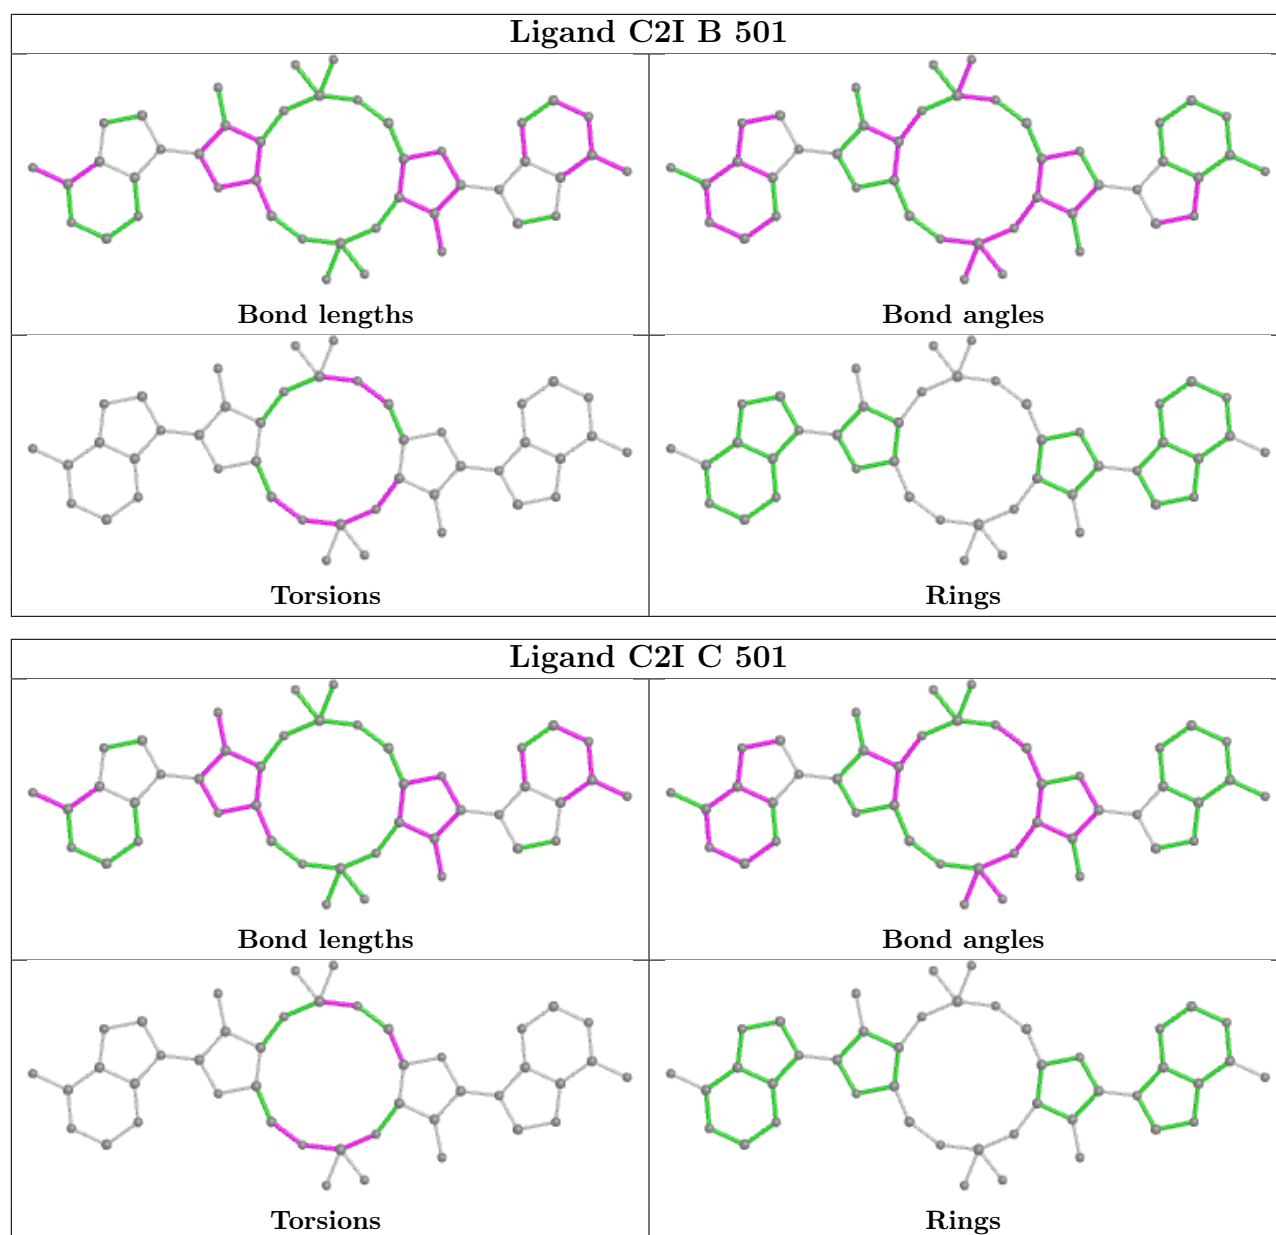 Ligand C2I B 501
Bond lengths
Bond angles
Torsions
Rings
Ligand C2I C 501
Bond lengths
Bond angles
Torsions
Rings